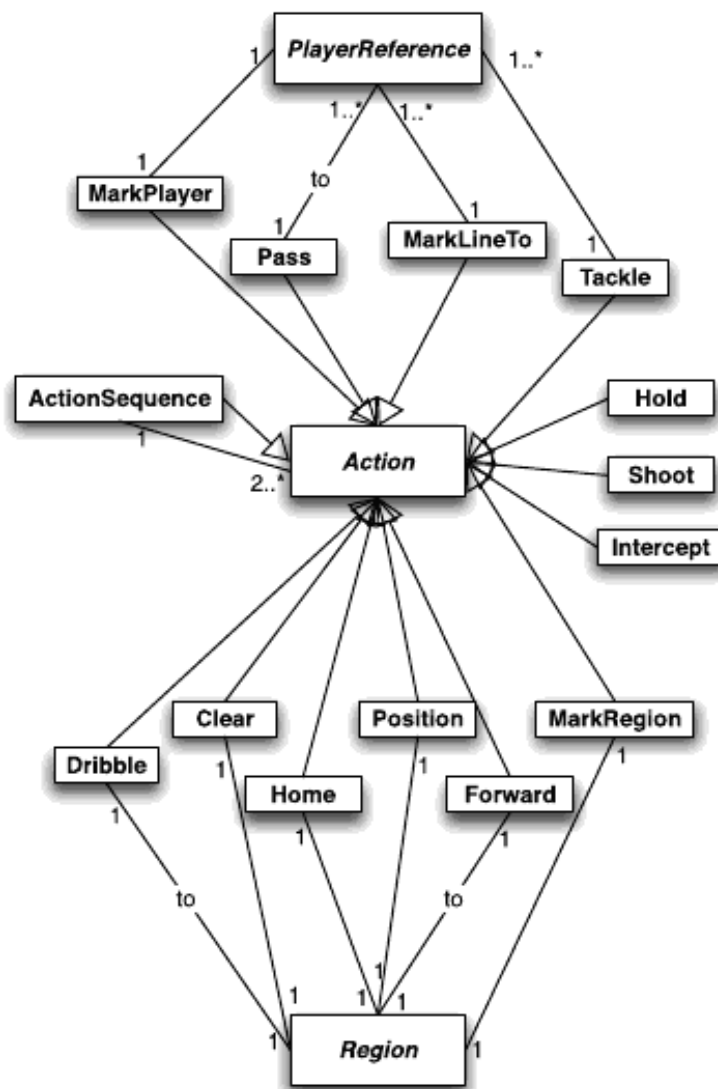 PlayerReference
1
1..*
1..*
1..*
1
MarkPlayer
to
1
Pass
1
MarkLineTo
1
Tackle
ActionSequence
1
2..*
Action
Hold
Shoot
Intercept
Dribble
1
Clear
1
Home
1
Position
1
Forward
1
MarkRegion
1
to
to
1
1
1
1
1
1
Region